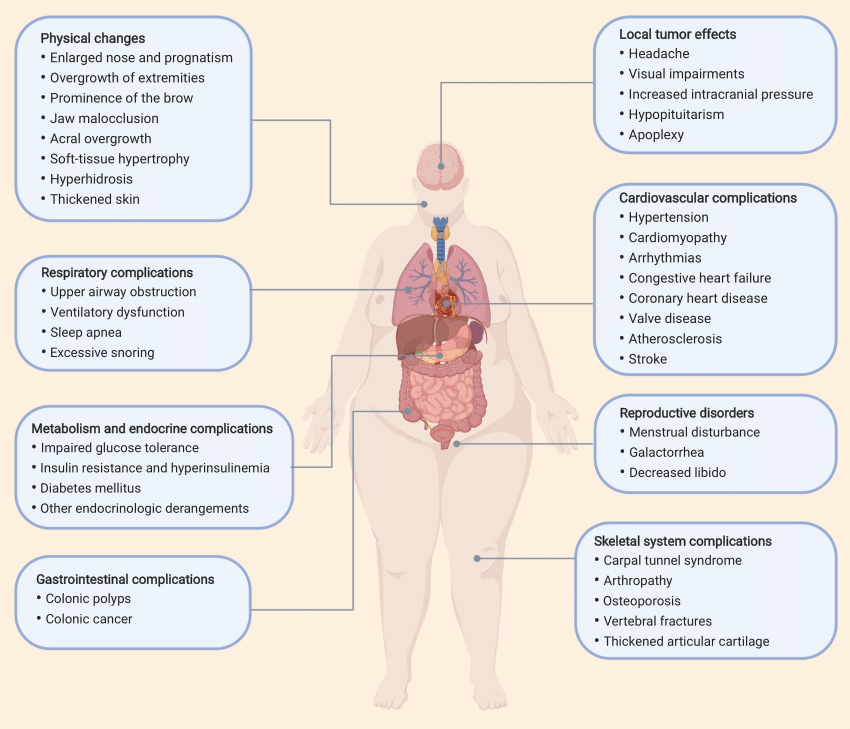 Physical changes
• Enlarged nose and prognatism
• Overgrowth of extremities
• Prominence of the brow
• Jaw malocclusion
• Acral overgrowth
• Soft-tissue hypertrophy
• Hyperhidrosis
• Thickened skin
Respiratory complications
• Upper airway obstruction
• Ventilatory dysfunction
• Sleep apnea
• Excessive snoring
Metabolism and endocrine complications
• Impaired glucose tolerance
• Insulin resistance and hyperinsulinemia
• Diabetes mellitus
• Other endocrinologic derangements
Gastrointestinal complications
• Colonic polyps
• Colonic cancer
Local tumor effects
• Headache
• Visual impairments
• Increased intracranial pressure
• Hypopituitarism
• Apoplexy
Cardiovascular complications
• Hypertension
• Cardiomyopathy
• Arrhythmias
• Congestive heart failure
• Coronary heart disease
• Valve disease
• Atherosclerosis
• Stroke
Reproductive disorders
• Menstrual disturbance
• Galactorrhea
• Decreased libido
Skeletal system complications
• Carpal tunnel syndrome
• Arthropathy
• Osteoporosis
• Vertebral fractures
• Thickened articular cartilage